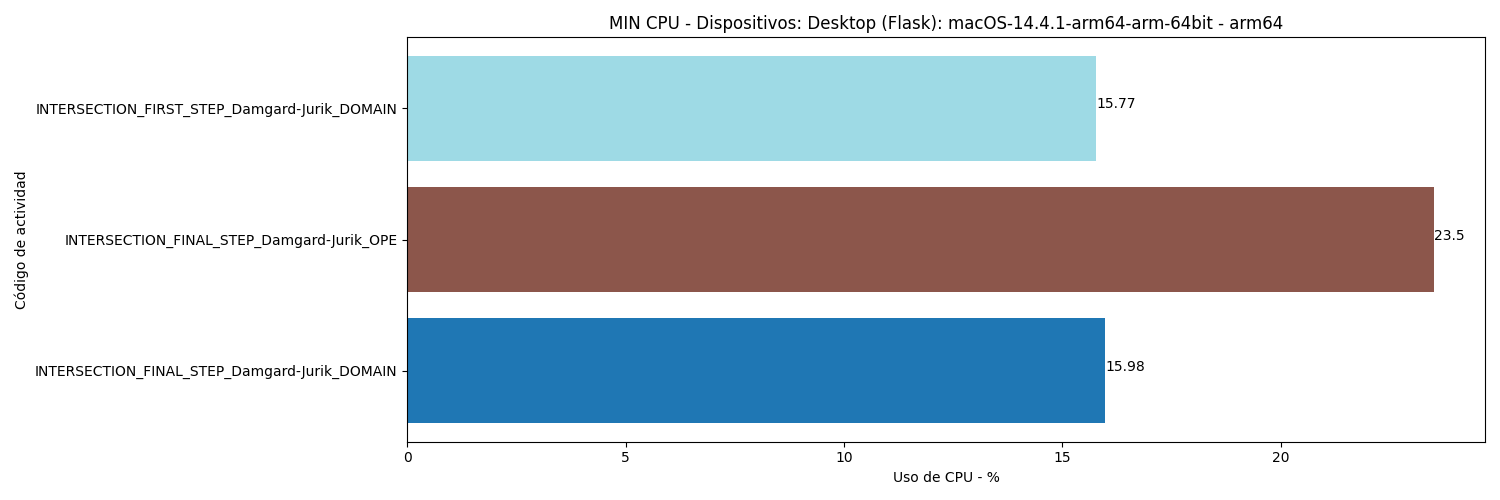 MIN CPU - Dispositivos: Desktop (Flask): macOS-14.4.1-arm64-arm-64bit - arm64
INTERSECTION_FIRST_STEP_Damgard-Jurik_DOMAIN
15.77
INTERSECTION_FINAL_STEP_Damgard-Jurik_OPE
23.5
INTERSECTION_FINAL_STEP_Damgard-Jurik_DOMAIN
15.98
Código de actividad
0 5 10 15 20
Uso de CPU - %